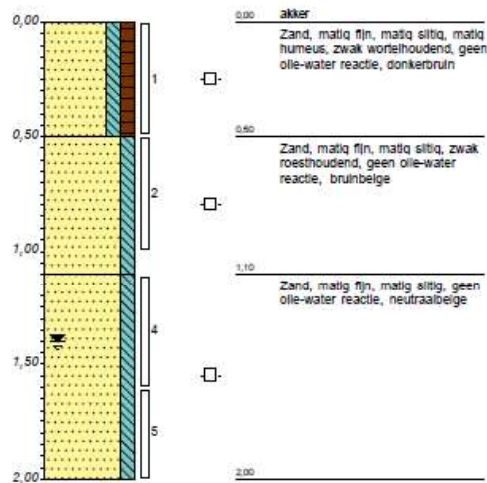 0,00
0,00
akker
Zand, matig fijn, matig siltig, matig
humeus, zwak wortelhoudend, geen
olie-water reactie, donkerbruin
1
0,50
0,50
Zand, matig fijn, matig siltig, zwak
roesthoudend, geen olie-water
reactie, bruinbeige
2
1,00
1,10
Zand, matig fijn, matig siltig, geen
olie-water reactie, neutraalbeige
4
1,50
5
2,00
2,00